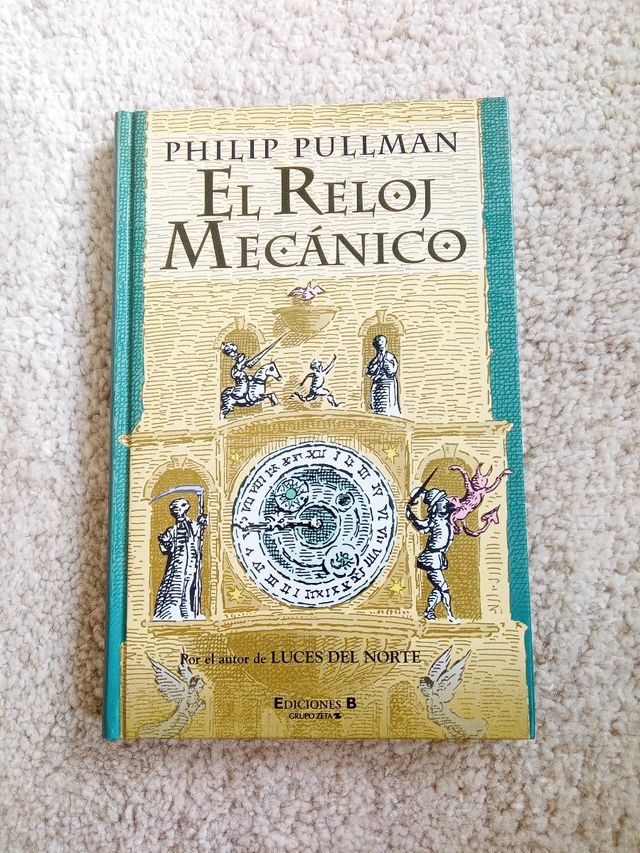 PHILIP PULLMAN
EL RELOJ
MECÁNICO
Por el autor de LUCES DEL NORTE
EDICIONES B
GRUPO ZETA